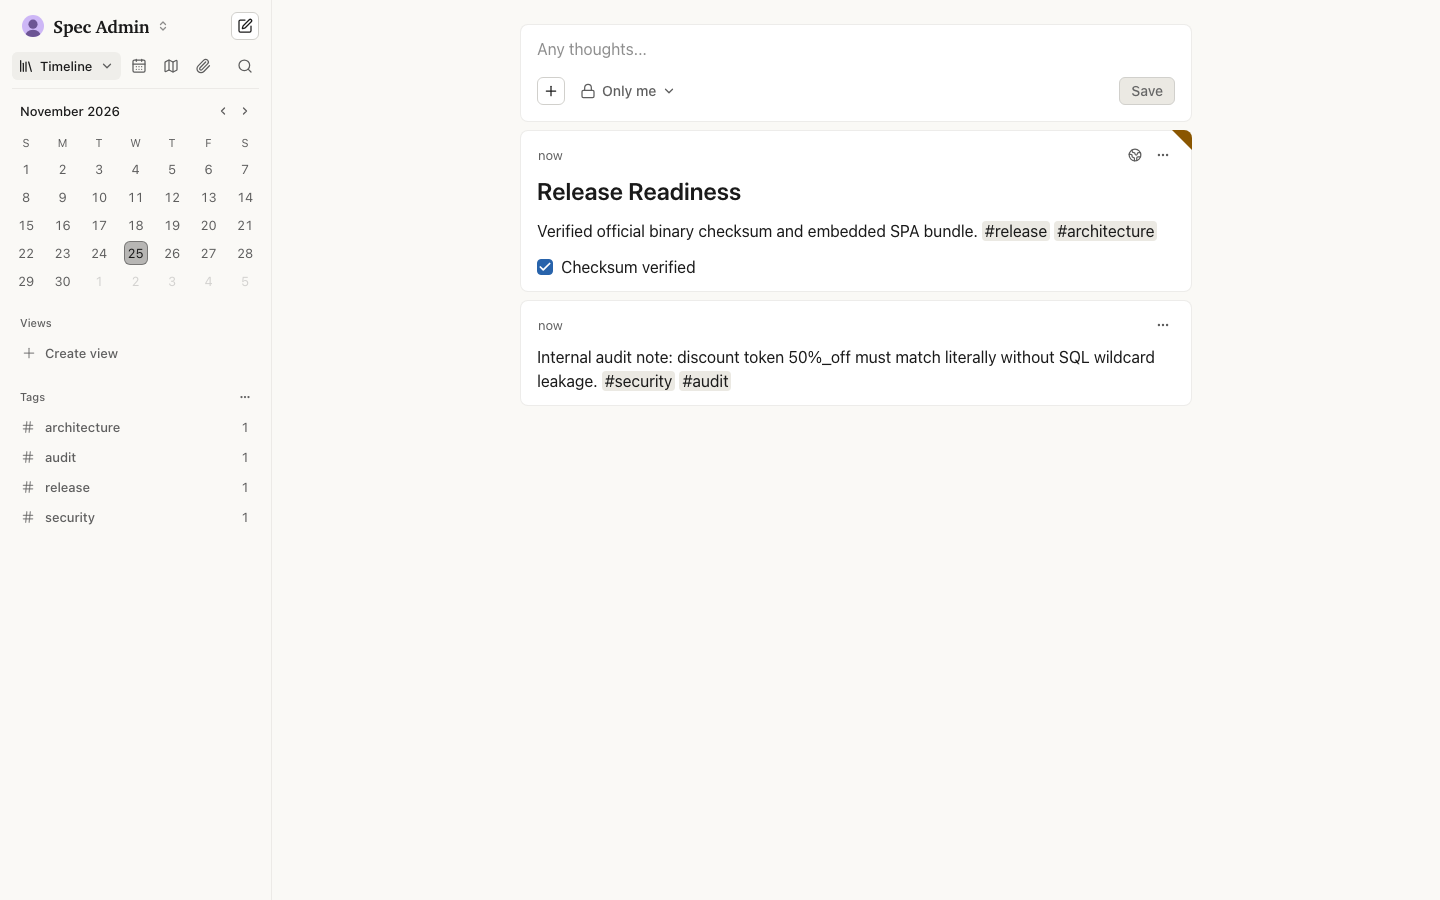 Spec Admin
Timeline
November 2026
S M T W T F S
1 2 3 4 5 6 7
8 9 10 11 12 13 14
15 16 17 18 19 20 21
22 23 24 25 26 27 28
29 30 1 2 3 4 5
Views
Create view
Tags
# architecture 1
# audit 1
# release 1
# security 1
Any thoughts...
Only me
Save
now
Release Readiness
Verified official binary checksum and embedded SPA bundle. #release #architecture
Checksum verified
now
Internal audit note: discount token 50%_off must match literally without SQL wildcard
leakage. #security #audit